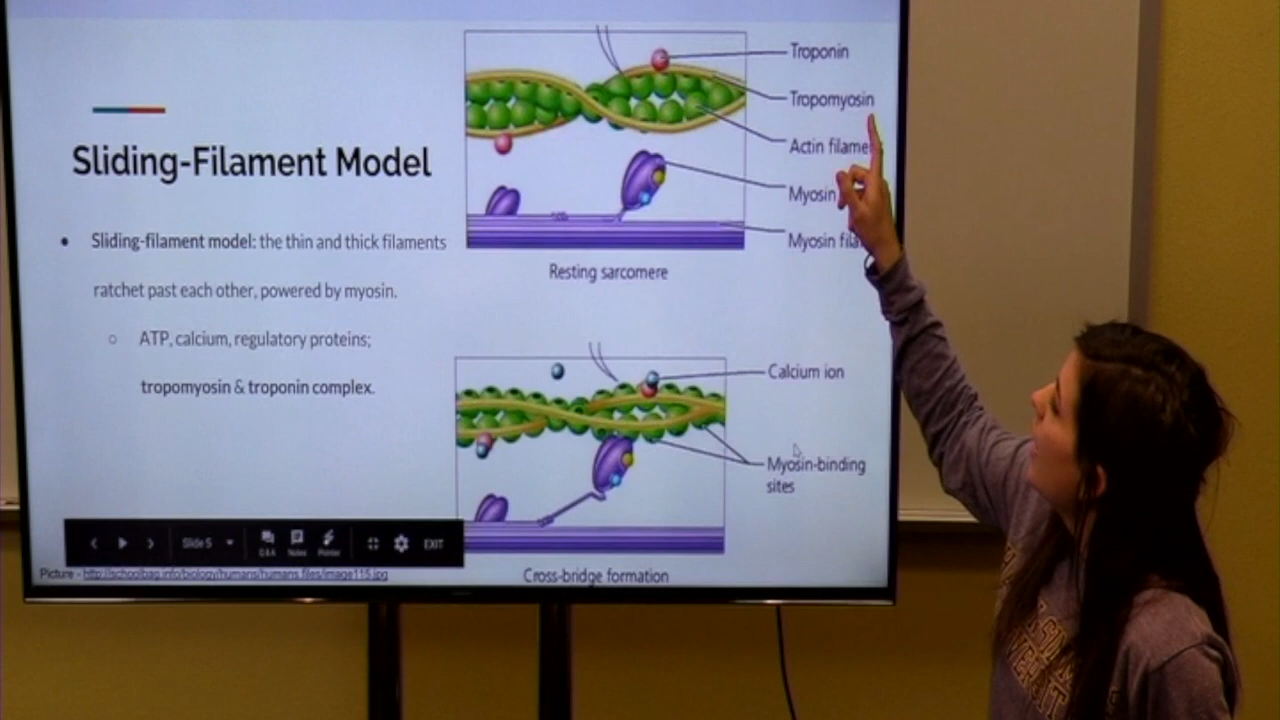 Sliding-Filament Model
● Sliding-filament model: the thin and thick filaments
ratchet past each other, powered by myosin.
○ ATP, calcium, regulatory proteins;
tropomyosin & troponin complex.
Troponin
Tropomyosin
Actin filame
Myosin
Myosin fila
Resting sarcomere
Calcium ion
Myosin-binding
sites
Cross-bridge formation
Slide 5
Q&A Notes Pointer
EXIT
Picture - http://schoolbag.info/biology/humans/humans.files/image115.jpg